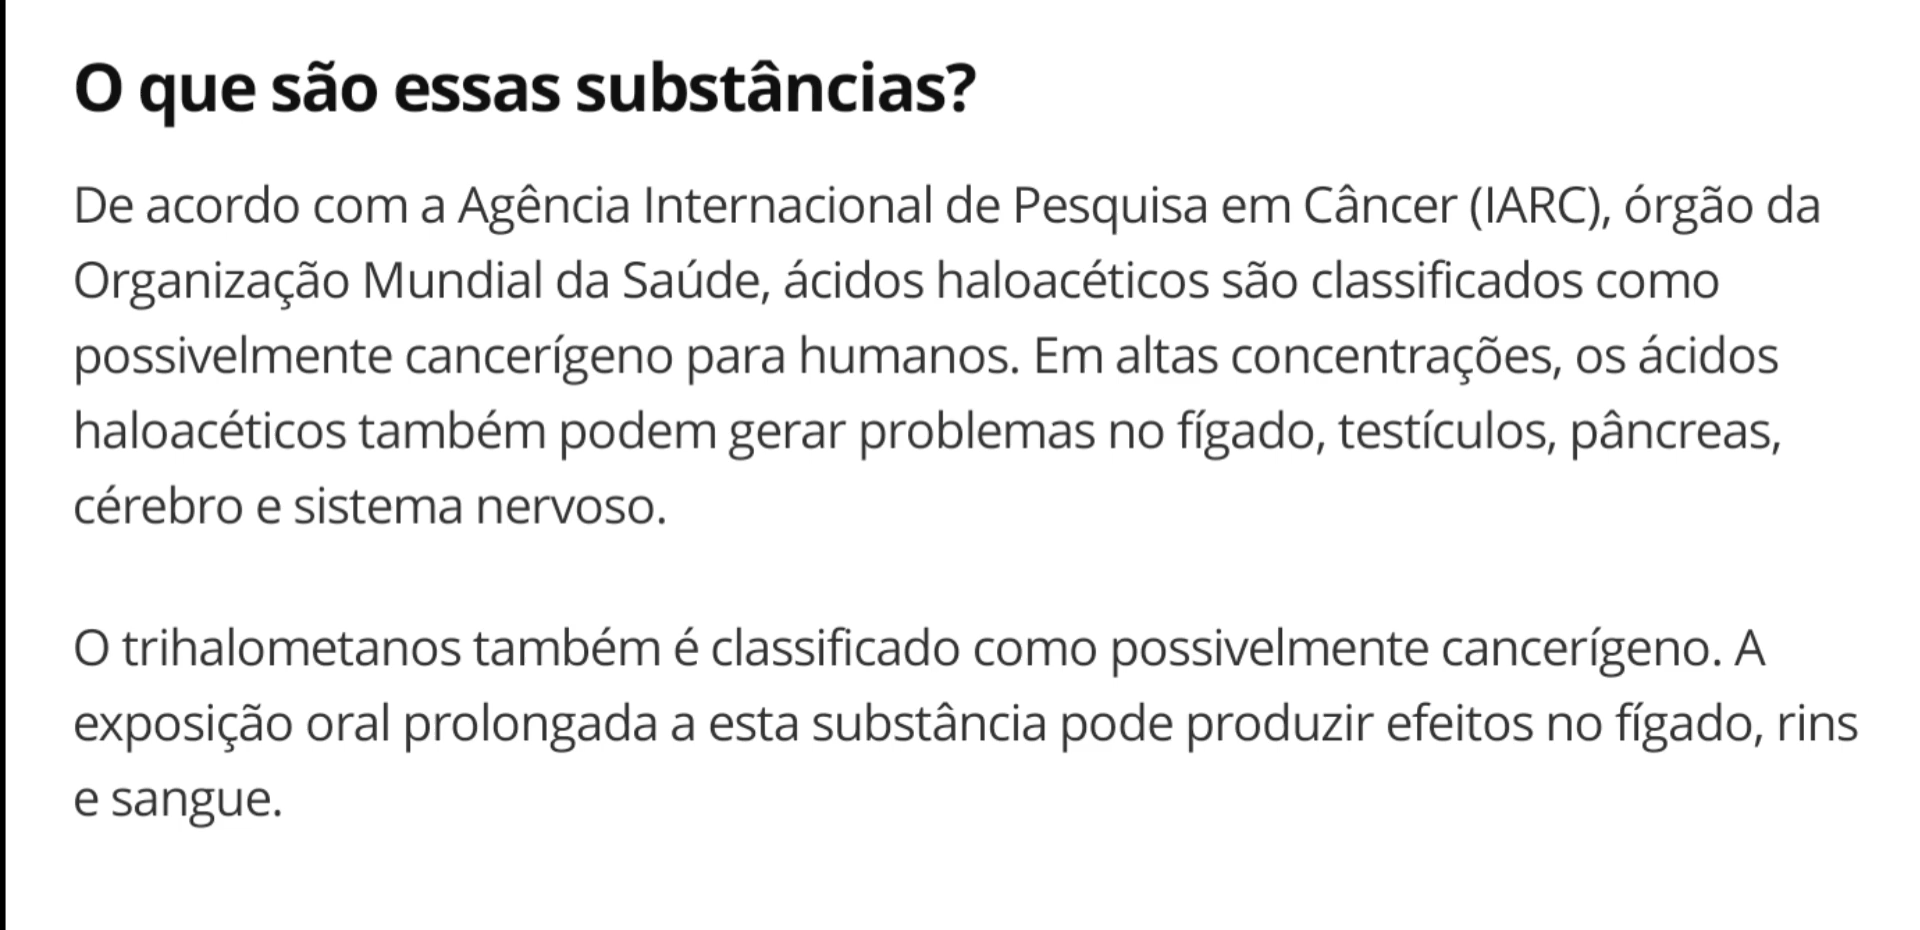 O que são essas substâncias?
De acordo com a Agência Internacional de Pesquisa em Câncer (IARC), órgão da
Organização Mundial da Saúde, ácidos haloacéticos são classificados como
possivelmente cancerígeno para humanos. Em altas concentrações, os ácidos
haloacéticos também podem gerar problemas no fígado, testículos, pâncreas,
cérebro e sistema nervoso.
O trihalometanos também é classificado como possivelmente cancerígeno. A
exposição oral prolongada a esta substância pode produzir efeitos no fígado, rins
e sangue.